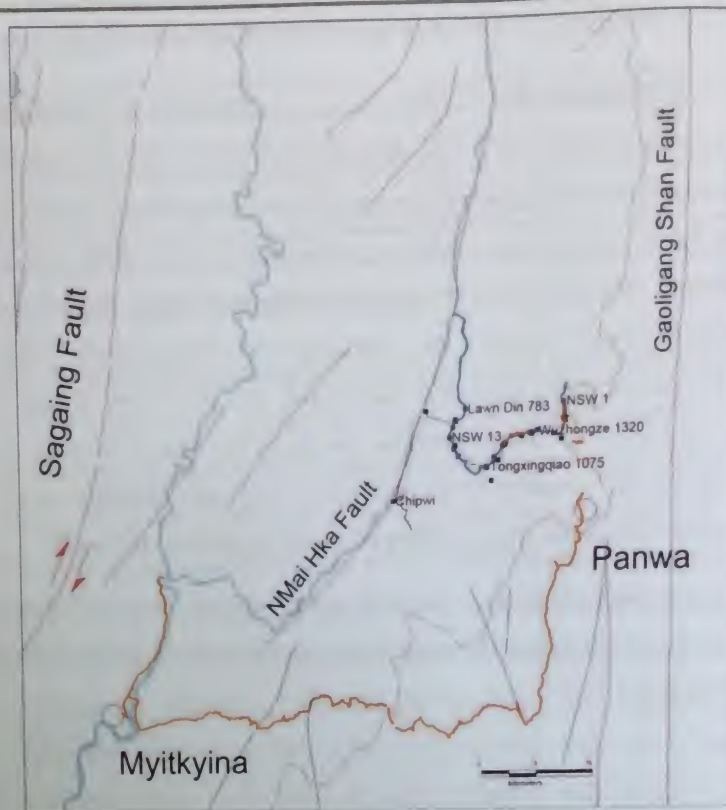 Gaoligang Shan Fault
Sagaing Fault
NSW 1
Lawn Din 783
NSW 13
Wuzhongze 1320
Tongxingqiao 1075
Chipwi
NMai Hka Fault
Panwa
Myitkyina